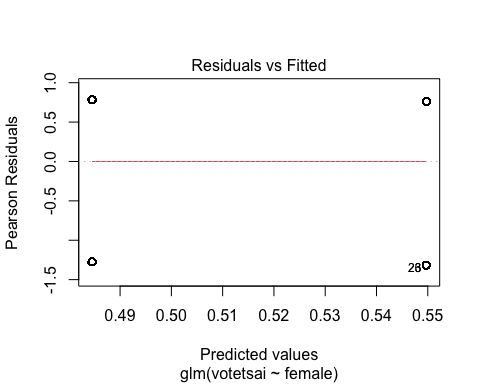 Residuals vs Fitted
Pearson Residuals
1.0
0.5
0.0
-0.5
-1.5
0.49 0.50 0.51 0.52 0.53 0.54 0.55
Predicted values
glm(votetsai ~ female)